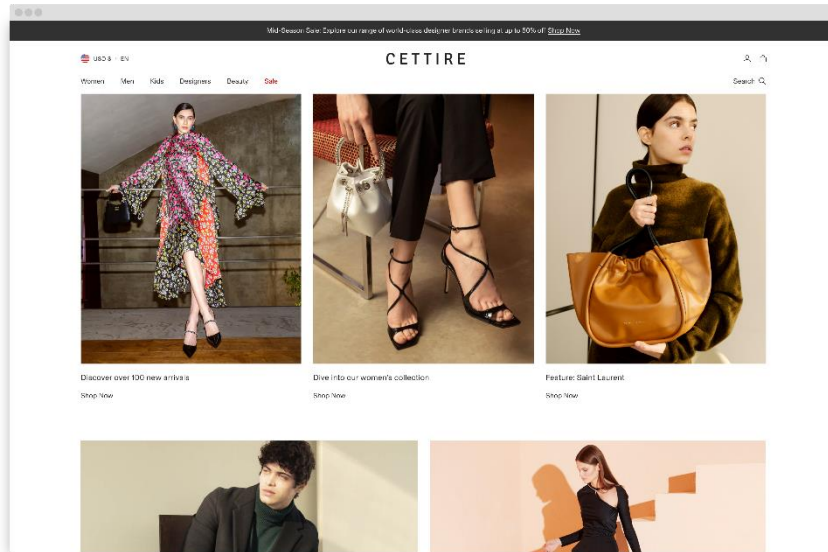 Mid-Season Sale: Explore our range of world-class designer brands selling at up to 50% off Shop Now
USD $ EN
CETTIRE
Women Men Kids Designers Beauty Sale
Search
Discover over 100 new arrivals
Dive into our women's collection
Feature: Saint Laurent
Shop Now
Shop Now
Shop Now